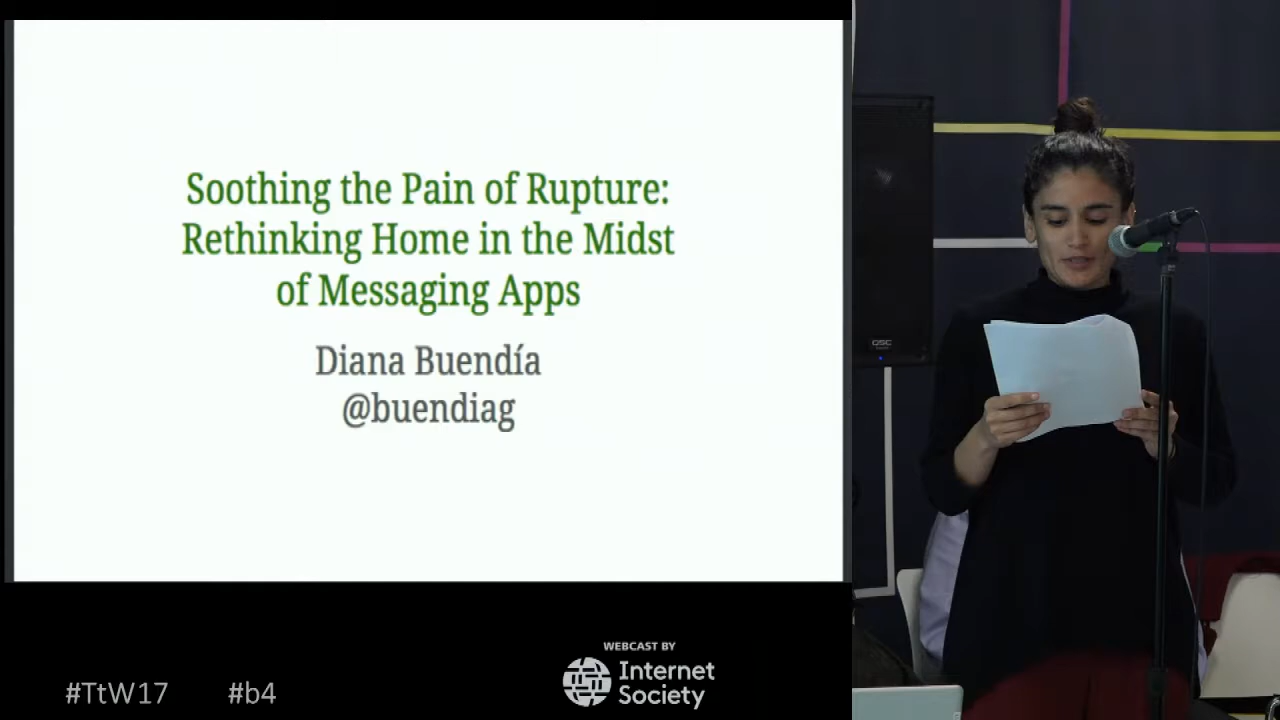 Soothing the Pain of Rupture:
Rethinking Home in the Midst
of Messaging Apps
Diana Buendía
@buendiag
QSC
WEBCAST BY
Internet
Society
#TtW17 #b4